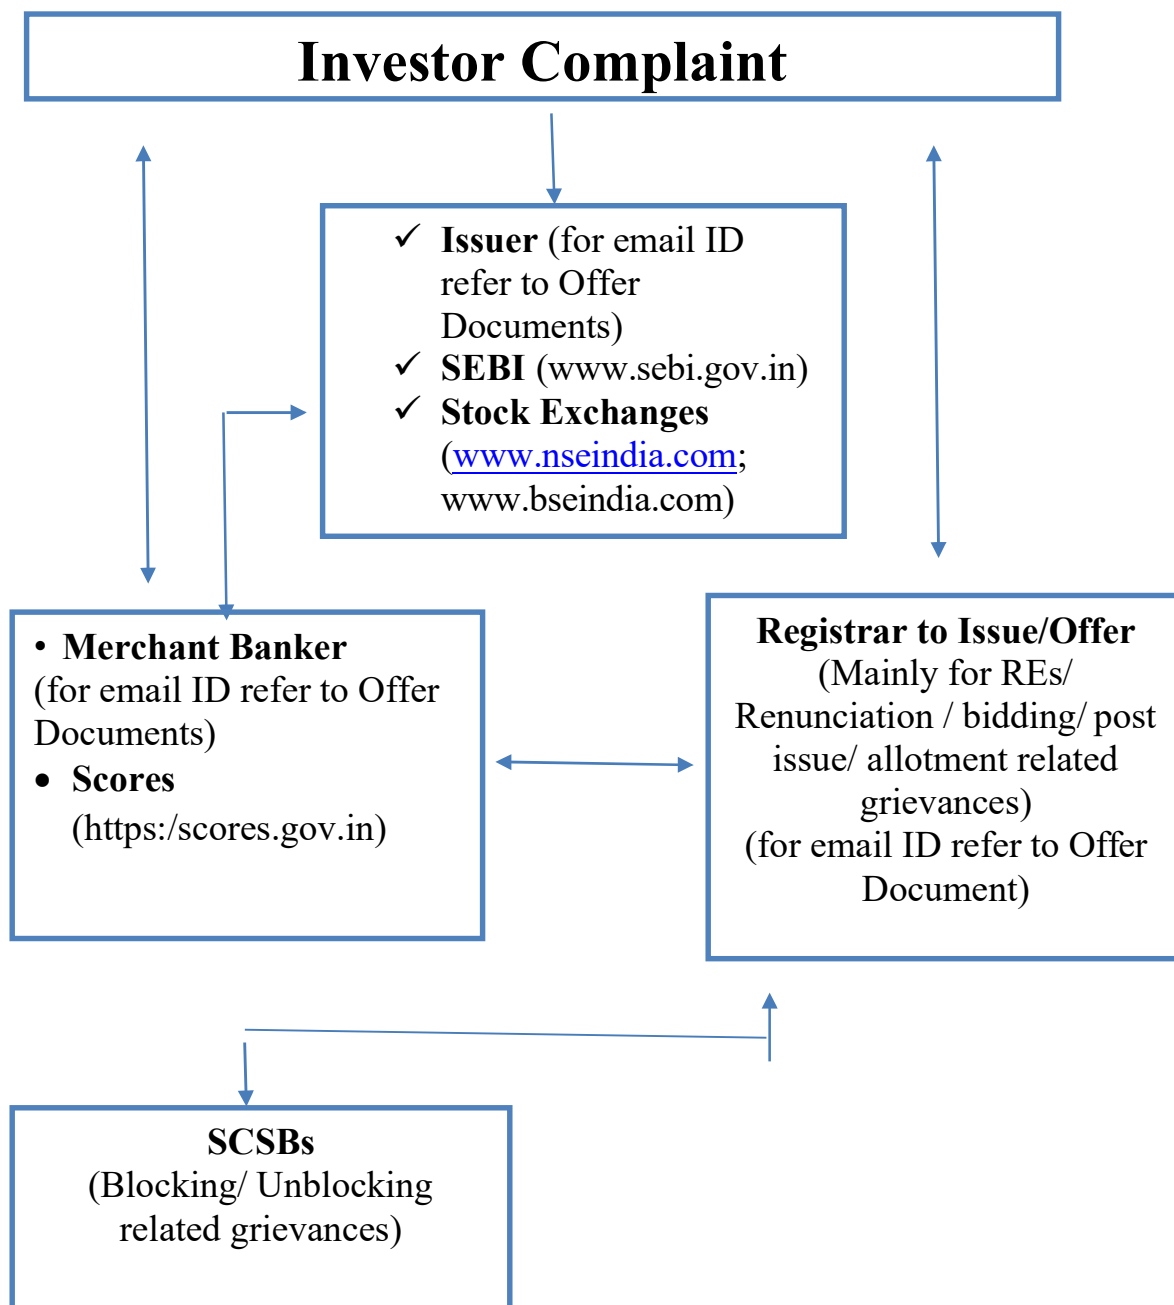 Investor Complaint
✓ Issuer (for email ID
refer to Offer
Documents)
✓ SEBI (www.sebi.gov.in)
✓ Stock Exchanges
(www.nseindia.com;
www.bseindia.com)
• Merchant Banker
(for email ID refer to Offer
Documents)
• Scores
(https:/scores.gov.in)
Registrar to Issue/Offer
(Mainly for REs/
Renunciation / bidding/ post
issue/ allotment related
grievances)
(for email ID refer to Offer
Document)
SCSBs
(Blocking/ Unblocking
related grievances)